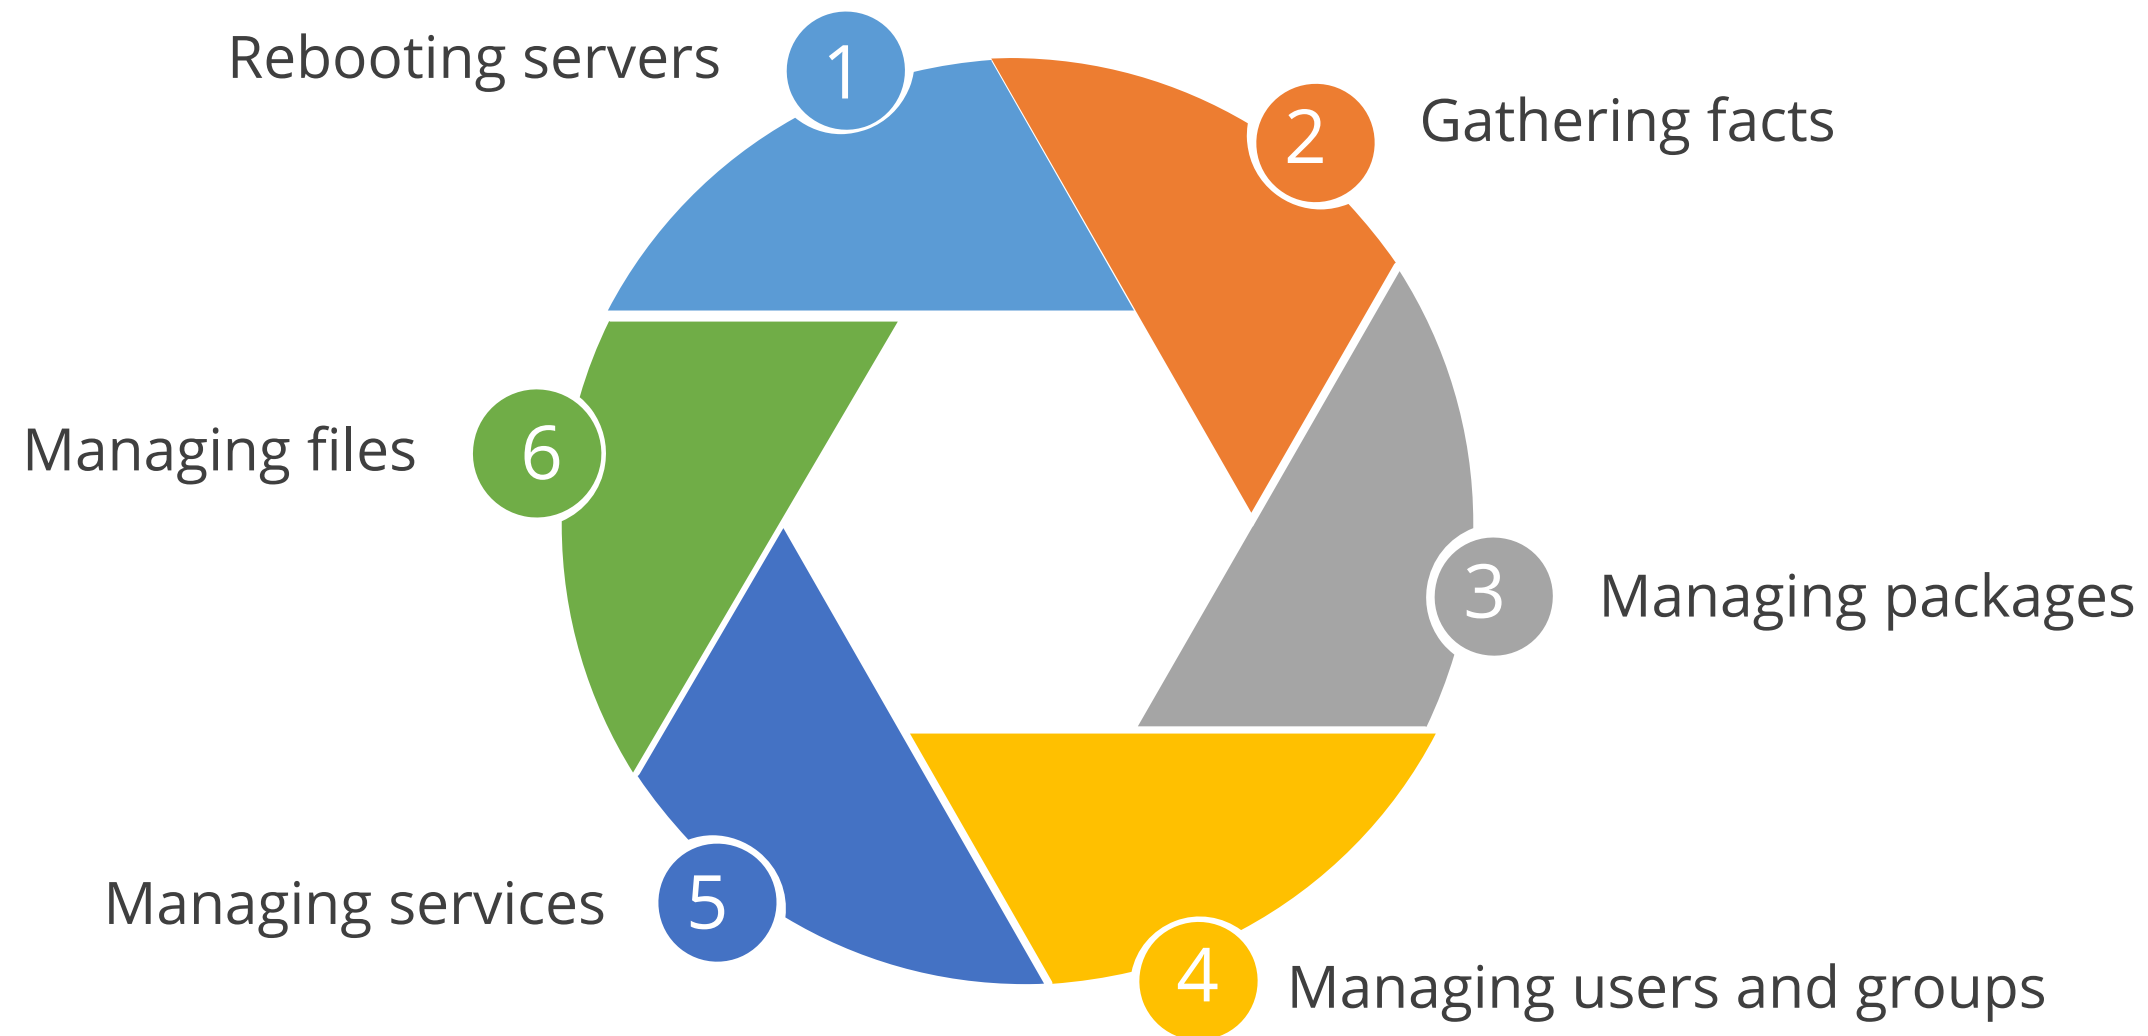 Rebooting servers
1
2
Gathering facts
3
Managing packages
4
Managing users and groups
5
Managing services
6
Managing files